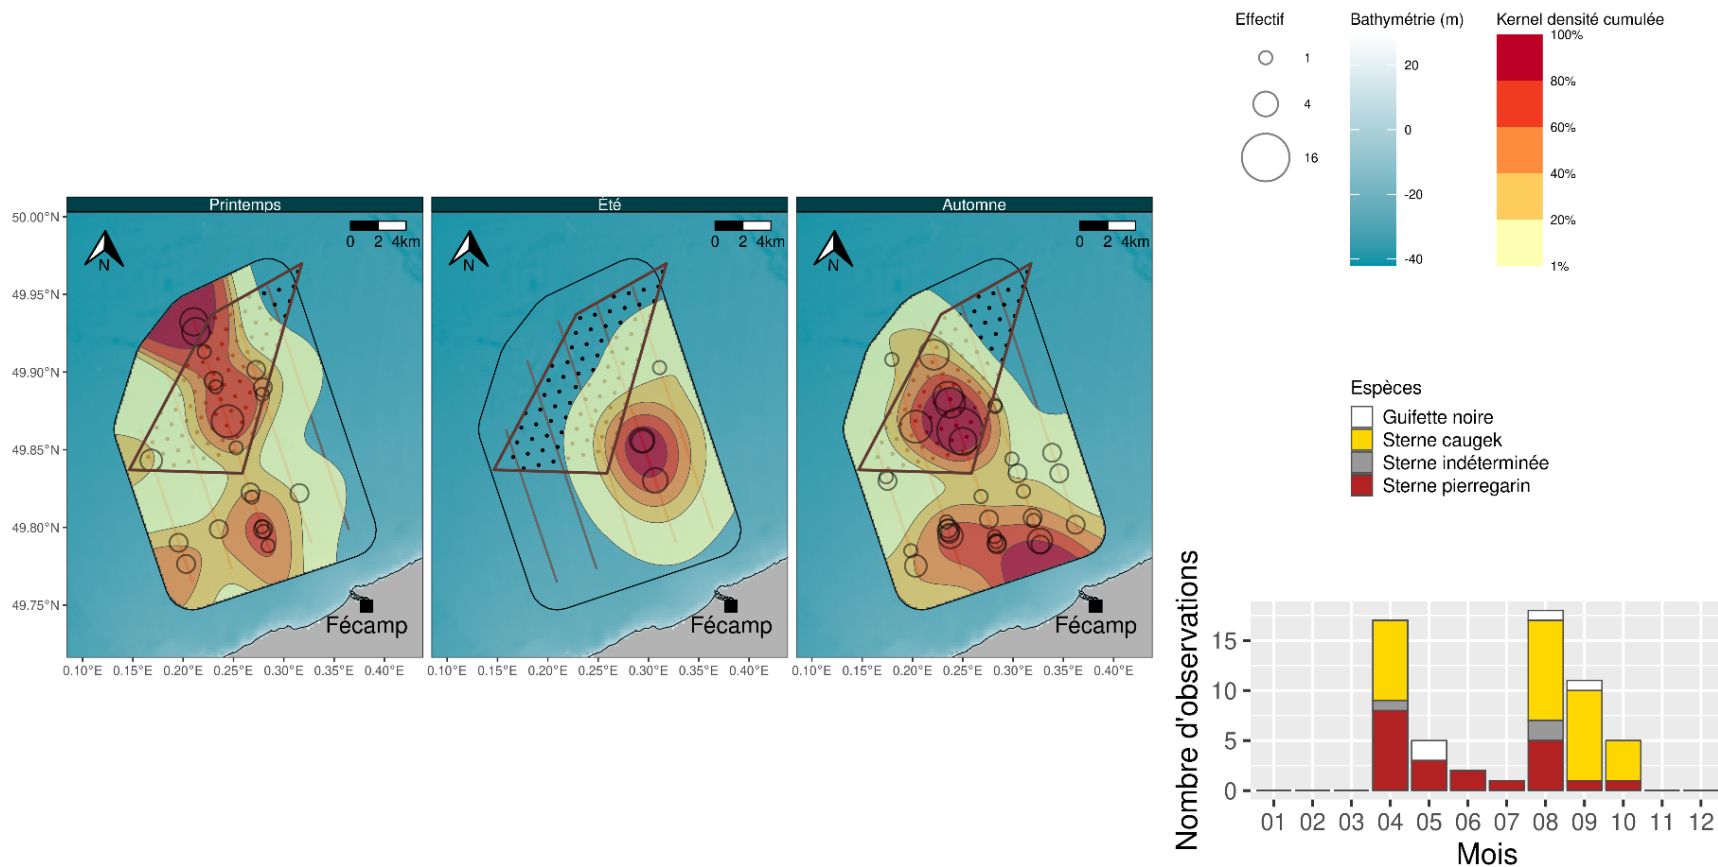 Effectif
1
4
16
Bathymétrie (m)
20
0
-20
-40
Kernel densité cumulée
100%
80%
60%
40%
20%
1%
Printemps
Été
Automne
50.00°N
49.95°N
49.90°N
49.85°N
49.80°N
49.75°N
0 2 4km
N
Fécamp
0.10°E 0.15°E 0.20°E 0.25°E 0.30°E 0.35°E 0.40°E
0 2 4km
N
Fécamp
0.10°E 0.15°E 0.20°E 0.25°E 0.30°E 0.35°E 0.40°E
0 2 4km
N
Fécamp
0.10°E 0.15°E 0.20°E 0.25°E 0.30°E 0.35°E 0.40°E
Espèces
Guifette noire
Sterne caugek
Sterne indéterminée
Sterne pierregarin
Nombre d'observations
15
10
5
0
01 02 03 04 05 06 07 08 09 10 11 12
Mois